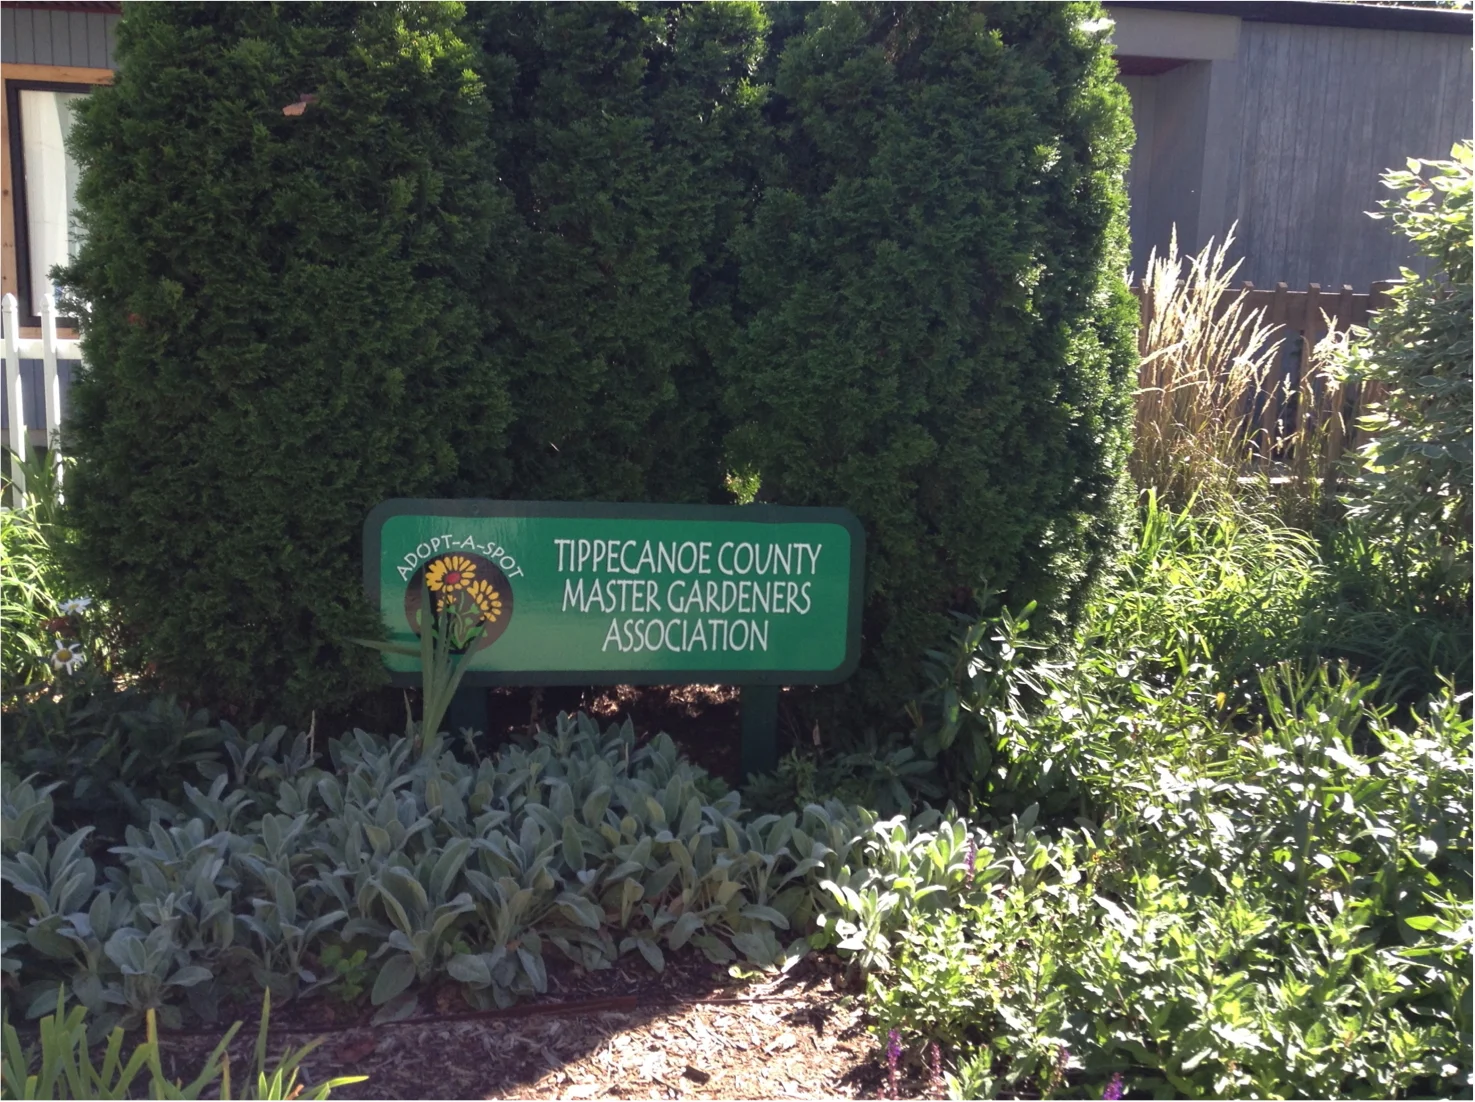 ADOPT-A-SPOT
TIPPECANOE COUNTY
MASTER GARDENERS
ASSOCIATION